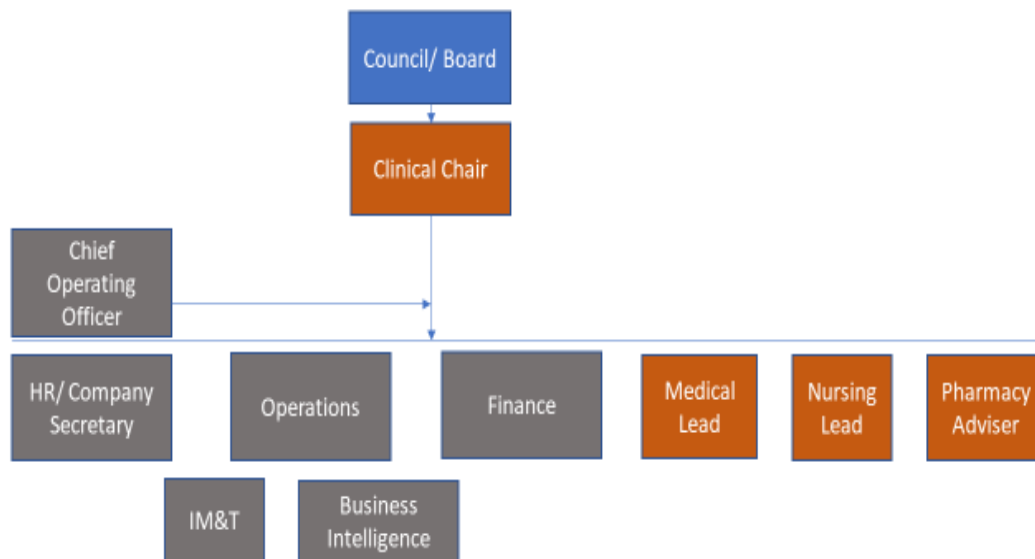 Council/ Board
Clinical Chair
Chief
Operating
Officer
HR/ Company
Secretary
Operations
Finance
Medical
Lead
Nursing
Lead
Pharmacy
Adviser
IM&T
Business
Intelligence